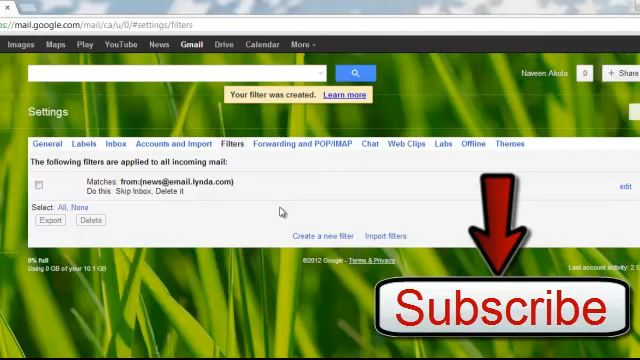 ps://mail.google.com/mail/ca/u/0/#settings/filters
Images Maps Play YouTube News Gmail Drive Calendar More
Naveen Akula 0 + Share
Your filter was created. Learn more
Settings
General Labels Inbox Accounts and Import Filters Forwarding and POP/IMAP Chat Web Clips Labs Offline Themes
The following filters are applied to all incoming mail:
Matches: from:(news@email.lynda.com)
Do this: Skip Inbox, Delete it
edit
Select: All, None
Export Delete
Create a new filter Import filters
0% full
Using 0 GB of your 10.1 GB
©2012 Google - Terms & Privacy
Last account activity: 2.5
Subscribe